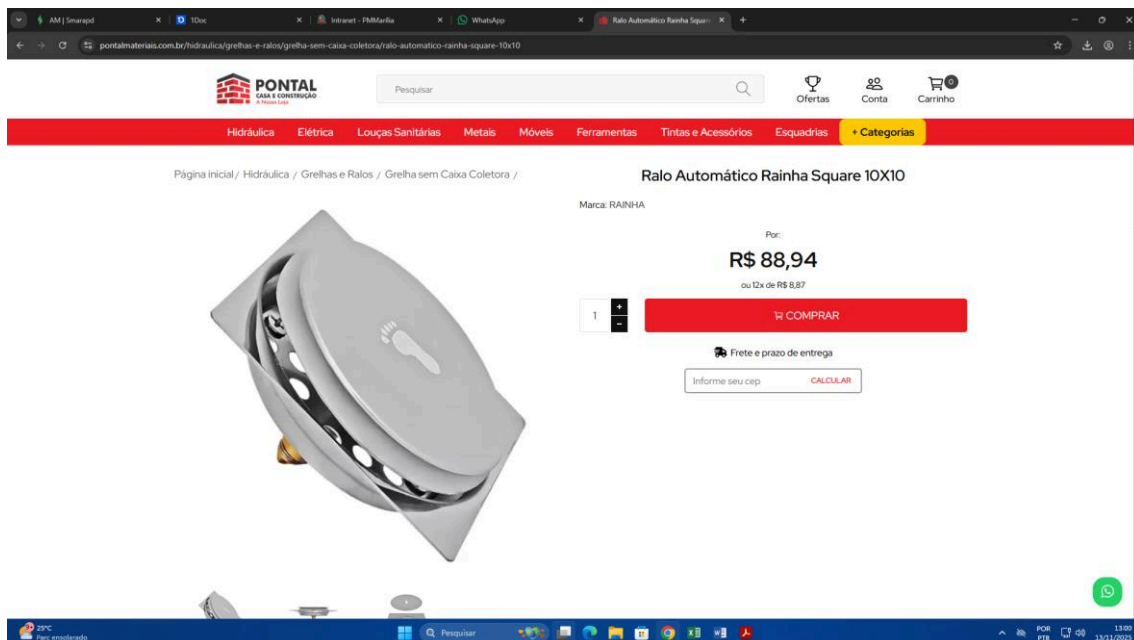 AM | Smarapd
1Doc
Intranet - PMMarília
WhatsApp
Ralo Automático Rainha Squar
pontalmateriais.com.br/hidraulica/grelhas-e-ralos/grelha-sem-caixa-coletora/ralo-automatico-rainha-square-10x10
PONTAL
CASA E CONSTRUÇÃO
A Nossa Loja
Pesquisar
Ofertas
Conta
0
Carrinho
Hidráulica Elétrica Louças Sanitárias Metais Móveis Ferramentas Tintas e Acessórios Esquadrias + Categorias
Página inicial / Hidráulica / Grelhas e Ralos / Grelha sem Caixa Coletora /
Ralo Automático Rainha Square 10X10
Marca: RAINHA
Por:
R$ 88,94
ou 12x de R$ 8,87
1
+
-
COMPRAR
Frete e prazo de entrega
Informe seu cep
CALCULAR
25°C
Parc ensolarado
Pesquisar
POR
PTB
13:00
13/11/2025